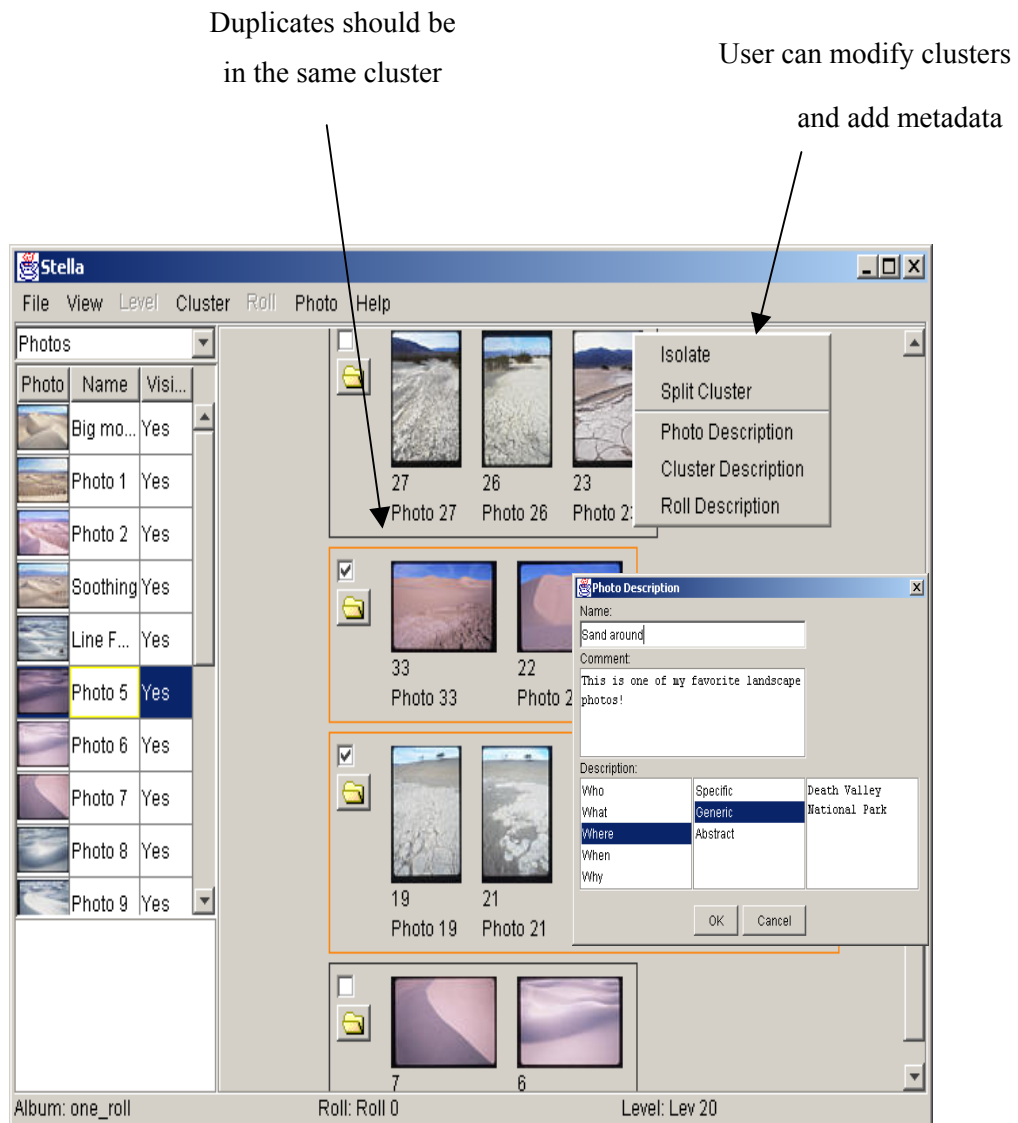 Duplicates should be
in the same cluster
User can modify clusters
and add metadata
Stella
File View Level Cluster Roll Photo Help
Photos
Photo Name Visi...
Big mo... Yes
Photo 1 Yes
Photo 2 Yes
Soothing Yes
Line F... Yes
Photo 5 Yes
Photo 6 Yes
Photo 7 Yes
Photo 8 Yes
Photo 9 Yes
27 26 23
Photo 27 Photo 26 Photo 2
Isolate
Split Cluster
Photo Description
Cluster Description
Roll Description
33 22
Photo 33 Photo 2
19 21
Photo 19 Photo 21
7 6
Photo Description
Name:
Sand around
Comment:
This is one of my favorite landscape
photos!
Description:
Who Specific Death Valley
What Generic National Park
Where Abstract
When
Why
OK Cancel
Album: one_roll Roll: Roll 0 Level: Lev 20